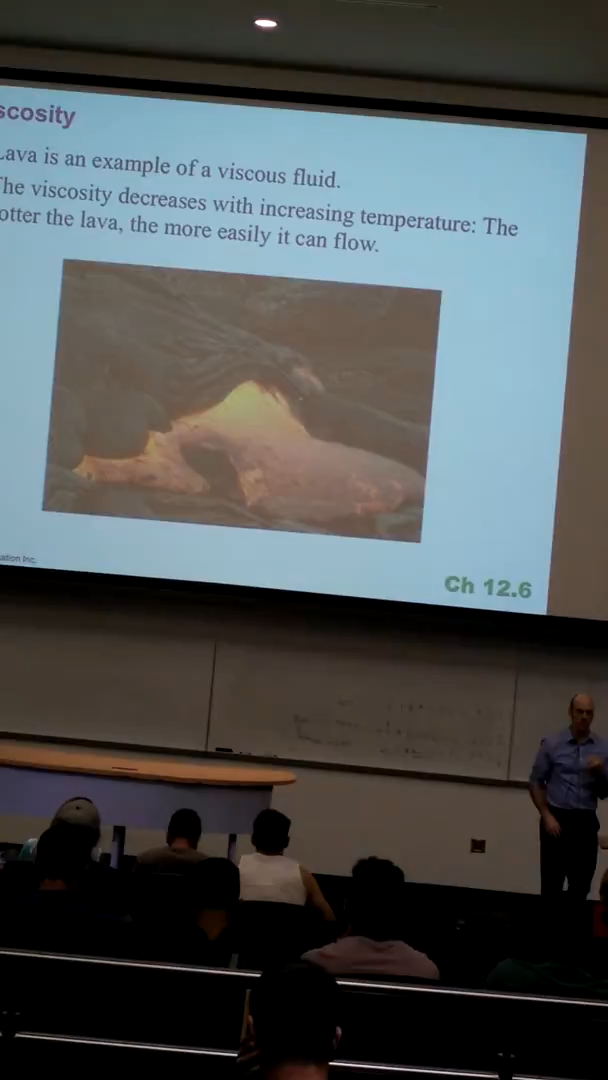 scosity
Lava is an example of a viscous fluid.
he viscosity decreases with increasing temperature: The
otter the lava, the more easily it can flow.
ation Inc.
Ch 12.6